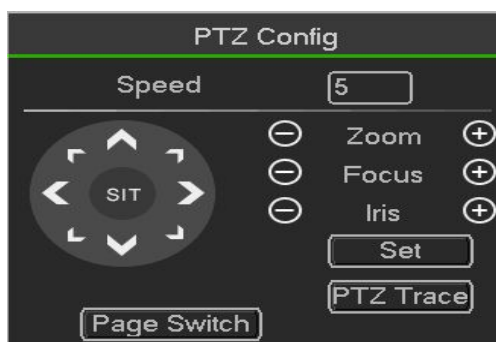 PTZ Config
Speed 5
Zoom
Focus
SIT
Iris
Set
PTZ Trace
Page Switch